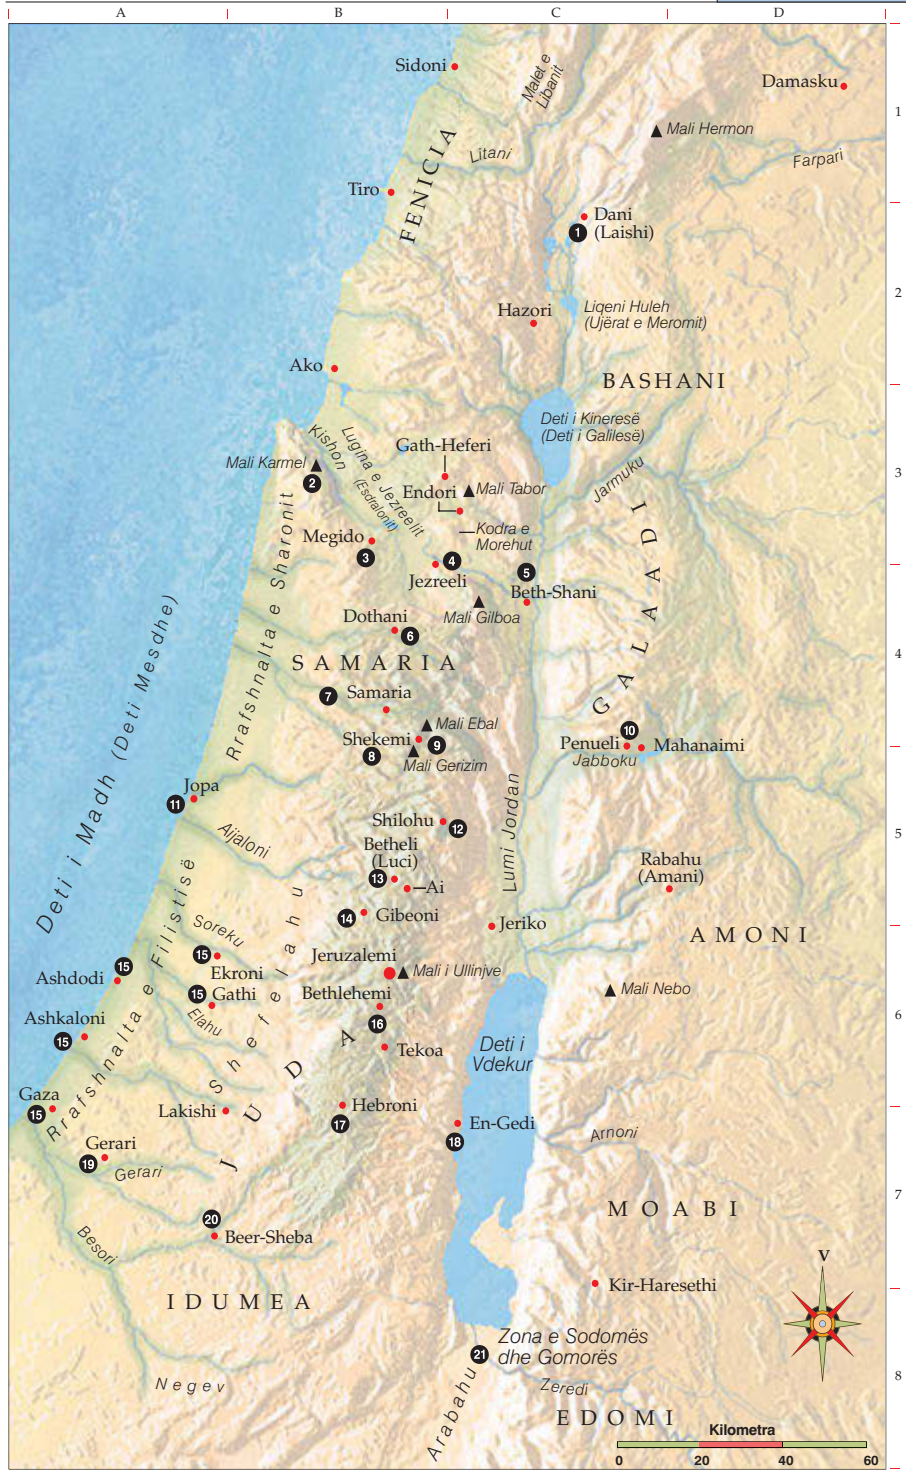 A
B
C
D
1
2
3
4
5
6
7
8
Sidoni
Malet e
Libanit
Damasku
Mali Hermon
FENICIA
Litani
Farpari
Tiro
Dani
(Laishi)
1
Hazori
Liqeni Huleh
(Ujërat e Meromit)
Ako
BASHANI
Deti i Kineresë
(Deti i Galilesë)
Kishon
Lugina e Jezreelit
(Esdralonit)
Gath-Heferi
Mali Karmel
2
Endori
Mali Tabor
Jarmuku
Kodra e
Morehut
Megido
3
4
Jezreeli
5
Beth-Shani
GALAADI
Rrafshnalta e Sharonit
Mali Gilboa
Dothani
6
SAMARIA
7
Samaria
Mali Ebal
Shekemi
9
8
Mali Gerizim
10
Penueli
Mahanaimi
Jabboku
Deti i Madh (Deti Mesdhe)
Jopa
11
Shilohu
12
Lumi Jordan
Aijaloni
Betheli
(Luci)
13
Ai
Rabahu
(Amani)
14
Gibeoni
Jeriko
AMONI
Rrafshnalta e Filistisë
Soreku
15
Ekroni
Jeruzalemi
Mali i Ullinjve
Ashdodi
15
15
Gathi
Bethlehemi
Mali Nebo
Elahu
Shefelahu
16
Ashkaloni
15
Tekoa
Deti i
Vdekur
JUDA
Gaza
15
Lakishi
Hebroni
17
En-Gedi
18
Arnoni
Gerari
19
Gerari
MOABI
20
Beer-Sheba
Besori
Kir-Haresethi
V
IDUMEA
Zona e Sodomës
dhe Gomorës
21
Negev
Arabahu
Zeredi
EDOMI
Kilometra
0
20
40
60